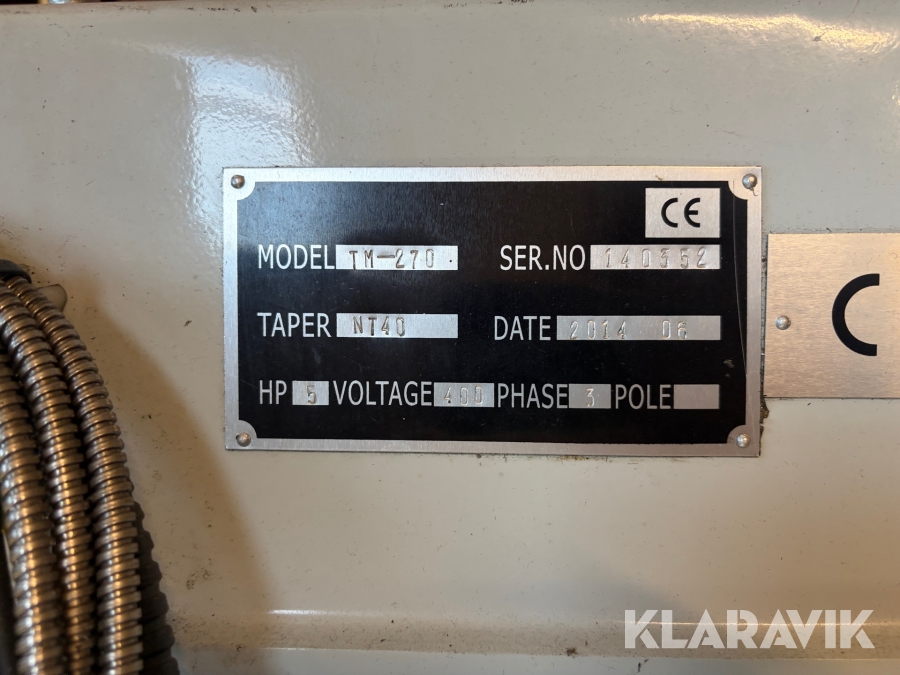 CE
MODEL TM-270 SER.NO 140352
TAPER NT40 DATE 2014 06
HP 5 VOLTAGE 400 PHASE 3 POLE
C
KLARAVIK